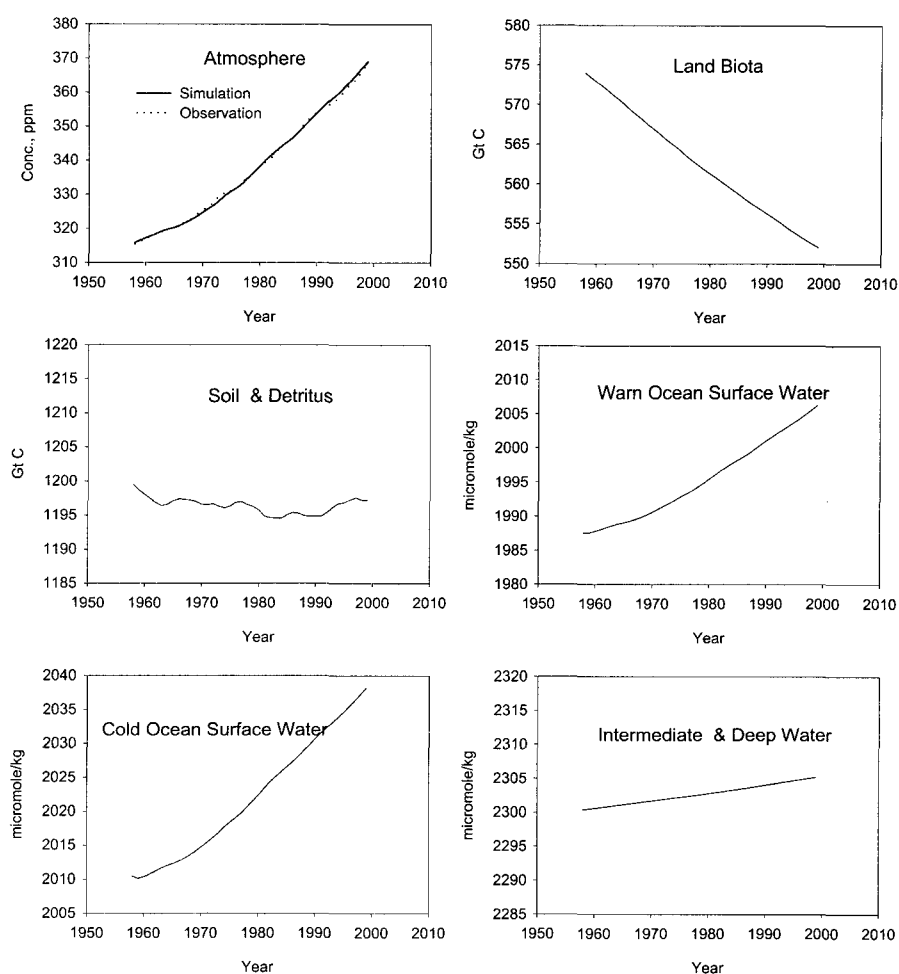 380
370
360
350
340
330
320
310
Conc., ppm
Atmosphere
Simulation
Observation
1950 1960 1970 1980 1990 2000 2010
Year
580
575
570
565
560
555
550
Gt C
Land Biota
1950 1960 1970 1980 1990 2000 2010
Year
1220
1215
1210
1205
1200
1195
1190
1185
Gt C
Soil & Detritus
1950 1960 1970 1980 1990 2000 2010
Year
2015
2010
2005
2000
1995
1990
1985
1980
micromole/kg
Warn Ocean Surface Water
1950 1960 1970 1980 1990 2000 2010
Year
2040
2035
2030
2025
2020
2015
2010
2005
micromole/kg
Cold Ocean Surface Water
1950 1960 1970 1980 1990 2000 2010
Year
2320
2315
2310
2305
2300
2295
2290
2285
micromole/kg
Intermediate & Deep Water
1950 1960 1970 1980 1990 2000 2010
Year